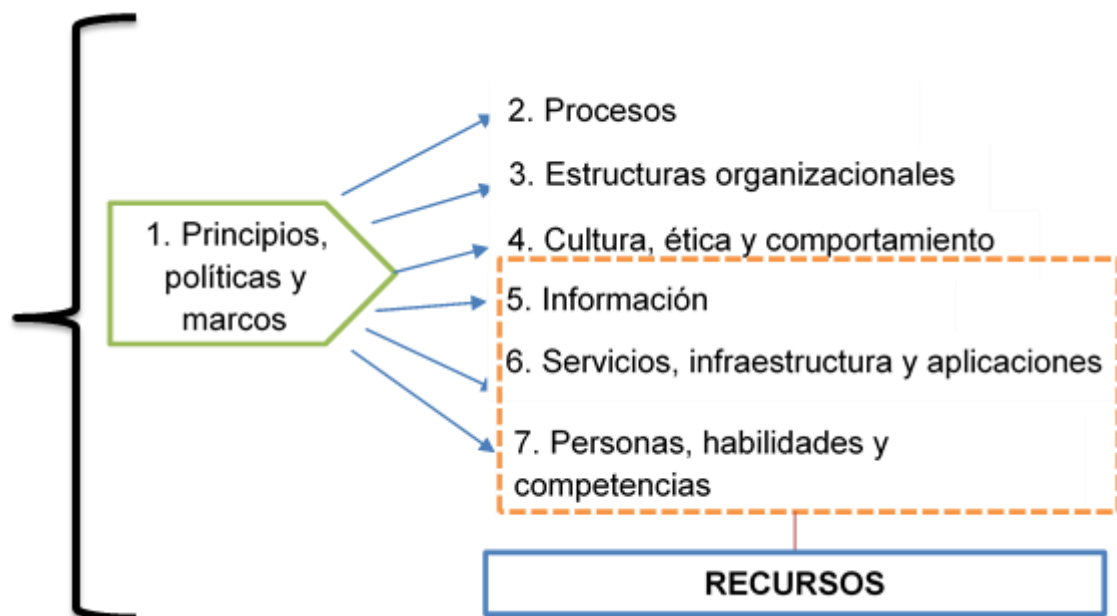 1. Principios,
políticas y
marcos
2. Procesos
3. Estructuras organizacionales
4. Cultura, ética y comportamiento
5. Información
6. Servicios, infraestructura y aplicaciones
7. Personas, habilidades y
competencias
RECURSOS